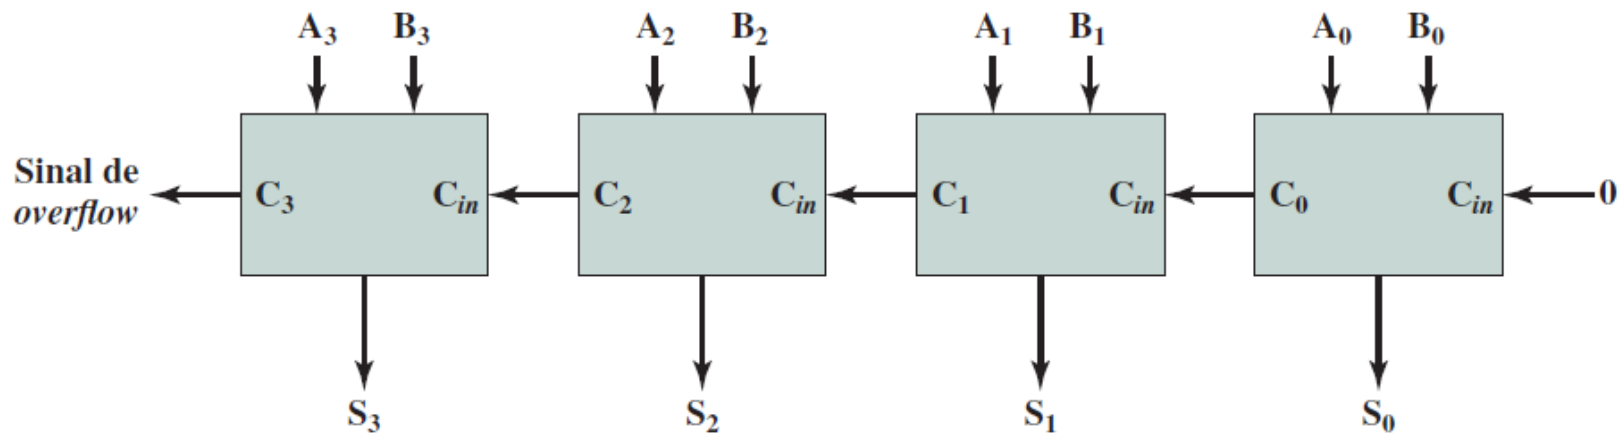 A₃ B₃ A₂ B₂ A₁ B₁ A₀ B₀
Sinal de
overflow
C₃ Cᵢₙ C₂ Cᵢₙ C₁ Cᵢₙ C₀ Cᵢₙ 0
S₃ S₂ S₁ S₀